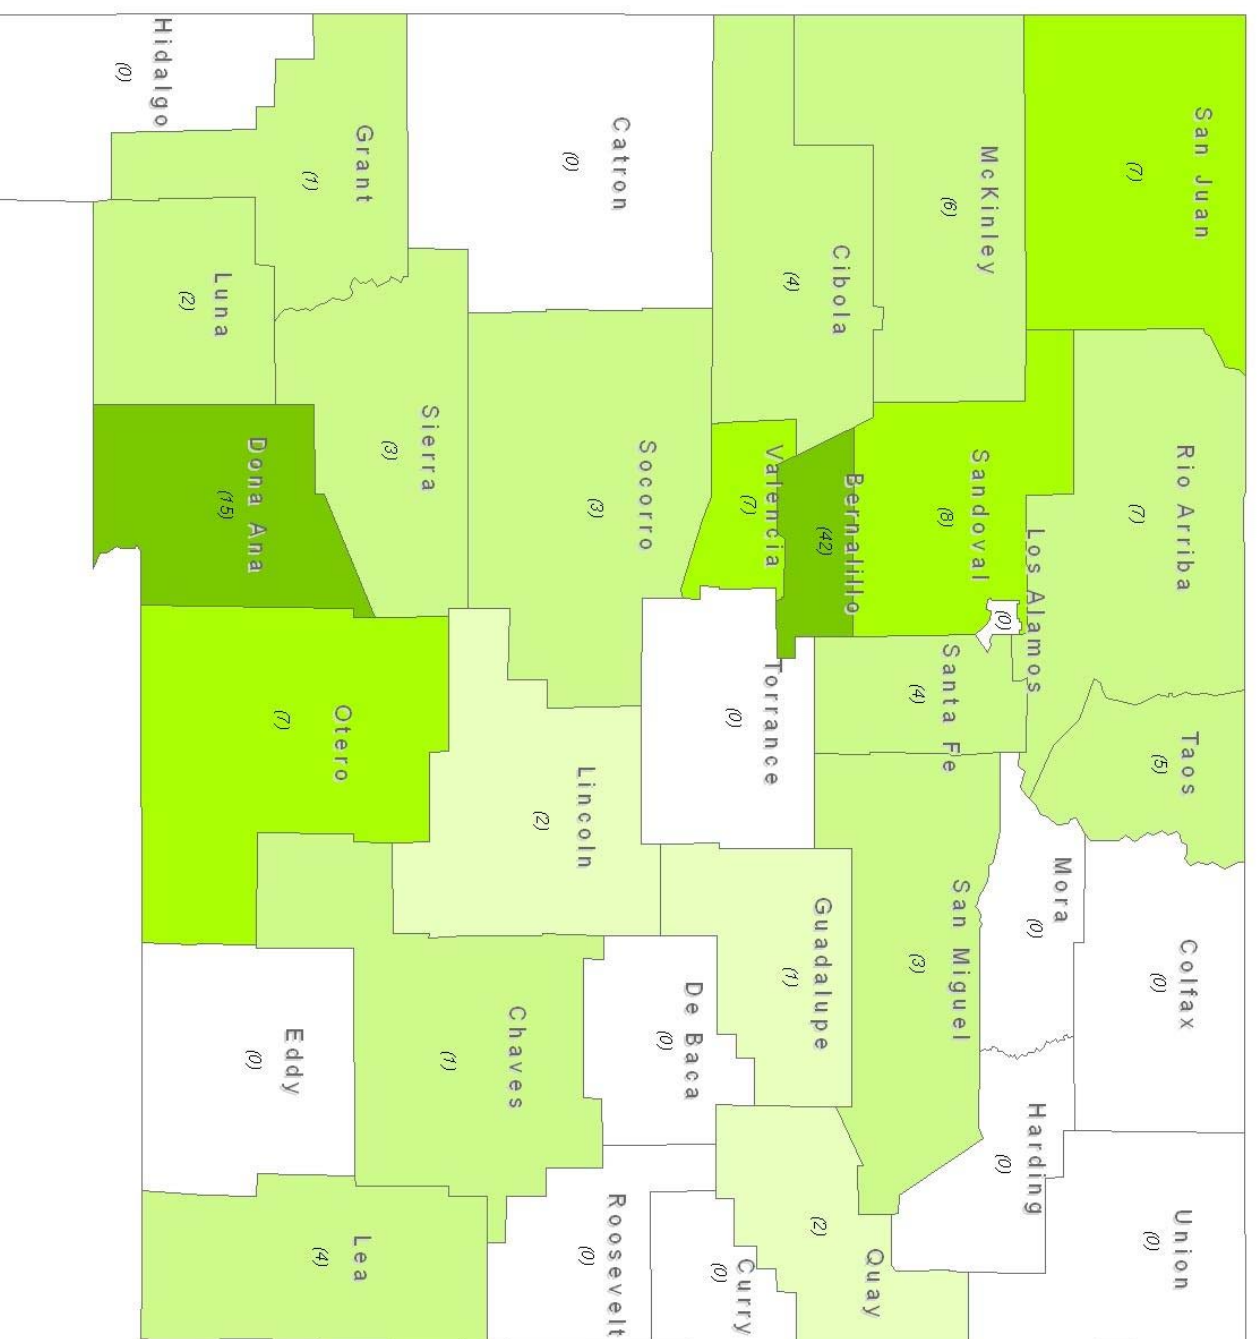 San Juan
(7)
Rio Arriba
(7)
Taos
(5)
Colfax
(0)
Union
(0)
Los Alamos
(0)
Mora
(0)
Harding
(0)
McKinley
(6)
Sandoval
(8)
Santa Fe
(4)
San Miguel
(3)
Quay
(2)
Cibola
(4)
Bernalillo
(42)
Guadalupe
(1)
Valencia
(7)
Torrance
(0)
Curry
(0)
De Baca
(0)
Catron
(0)
Socorro
(3)
Roosevelt
(0)
Lincoln
(2)
Chaves
(1)
Sierra
(3)
Grant
(1)
Lea
(4)
Otero
(7)
Eddy
(0)
Dona Ana
(15)
Luna
(2)
Hidalgo
(0)